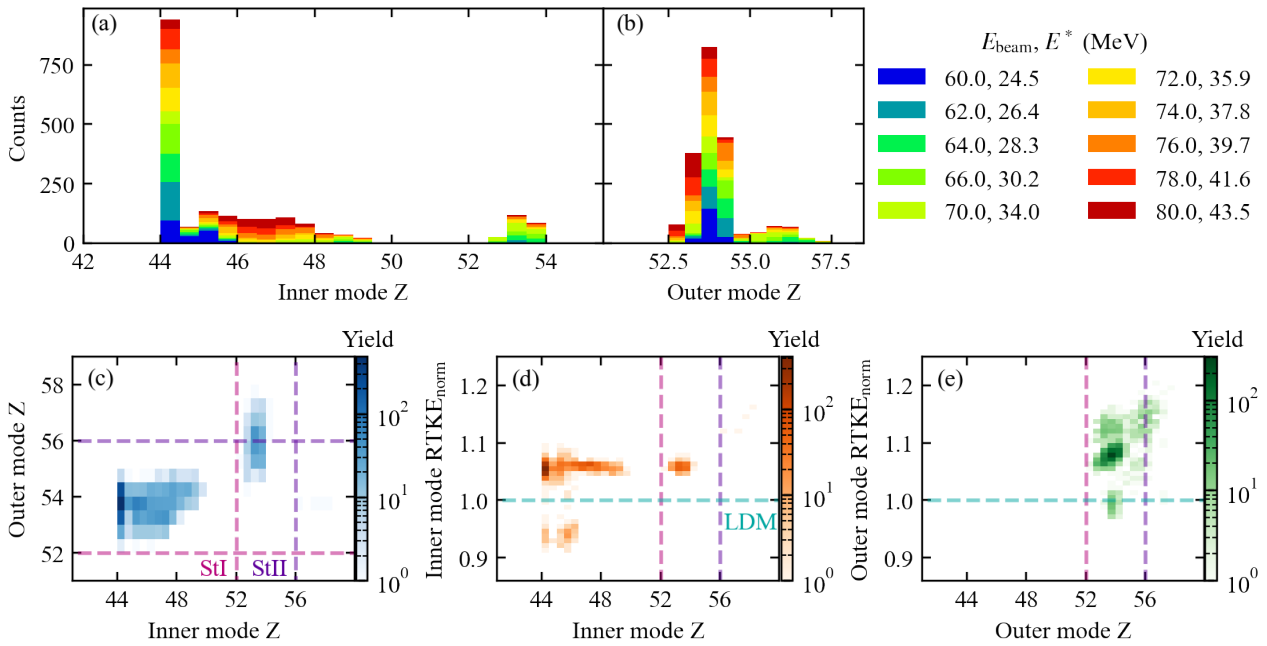 (a)
(b)
Counts
750
500
250
0
42
44
46
48
50
52
54
Inner mode Z
52.5
55.0
57.5
Outer mode Z
E_beam, E* (MeV)
60.0, 24.5
62.0, 26.4
64.0, 28.3
66.0, 30.2
70.0, 34.0
72.0, 35.9
74.0, 37.8
76.0, 39.7
78.0, 41.6
80.0, 43.5
(c)
Yield
Outer mode Z
58
56
54
52
StI
StII
44
48
52
56
Inner mode Z
10^2
10^1
10^0
(d)
Yield
Inner mode RTKE_norm
1.2
1.1
1.0
0.9
LDM
44
48
52
56
Inner mode Z
10^2
10^1
10^0
(e)
Yield
Outer mode RTKE_norm
1.2
1.1
1.0
0.9
44
48
52
56
Outer mode Z
10^2
10^1
10^0